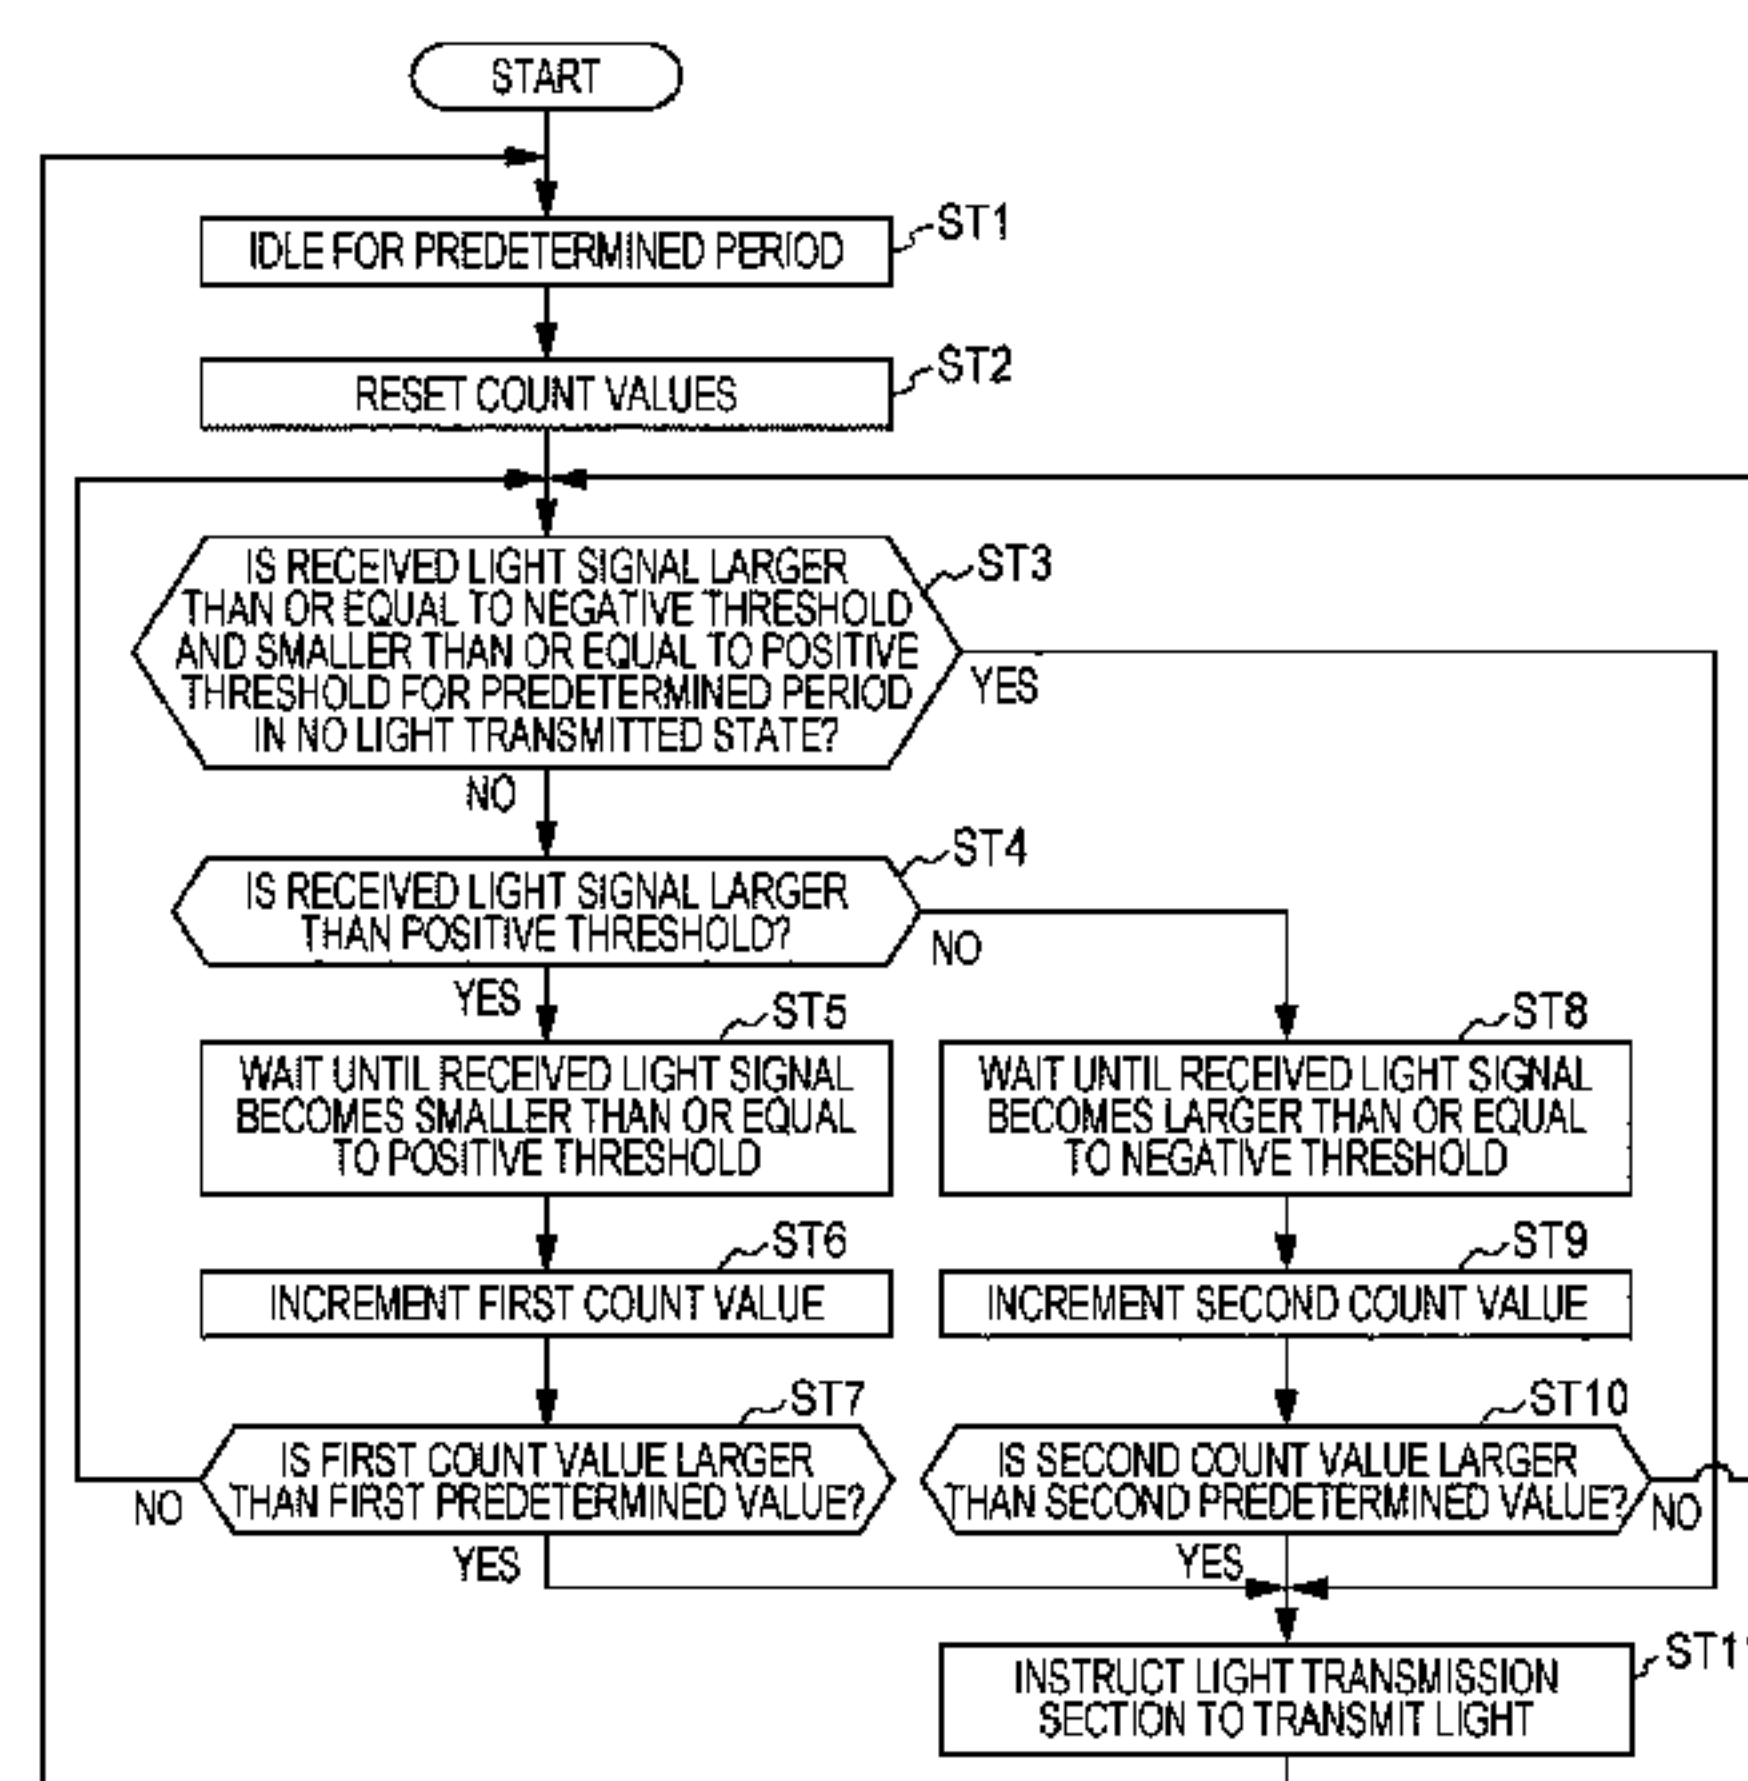 START
IDLE FOR PREDETERMINED PERIOD
ST1
RESET COUNT VALUES
ST2
IS RECEIVED LIGHT SIGNAL LARGER
THAN OR EQUAL TO NEGATIVE THRESHOLD
AND SMALLER THAN OR EQUAL TO POSITIVE
THRESHOLD FOR PREDETERMINED PERIOD
IN NO LIGHT TRANSMITTED STATE?
ST3
YES
NO
IS RECEIVED LIGHT SIGNAL LARGER
THAN POSITIVE THRESHOLD?
ST4
NO
YES
ST5
WAIT UNTIL RECEIVED LIGHT SIGNAL
BECOMES SMALLER THAN OR EQUAL
TO POSITIVE THRESHOLD
ST8
WAIT UNTIL RECEIVED LIGHT SIGNAL
BECOMES LARGER THAN OR EQUAL
TO NEGATIVE THRESHOLD
ST6
INCREMENT FIRST COUNT VALUE
ST9
INCREMENT SECOND COUNT VALUE
ST7
IS FIRST COUNT VALUE LARGER
THAN FIRST PREDETERMINED VALUE?
NO
YES
ST10
IS SECOND COUNT VALUE LARGER
THAN SECOND PREDETERMINED VALUE?
NO
YES
ST11
INSTRUCT LIGHT TRANSMISSION
SECTION TO TRANSMIT LIGHT